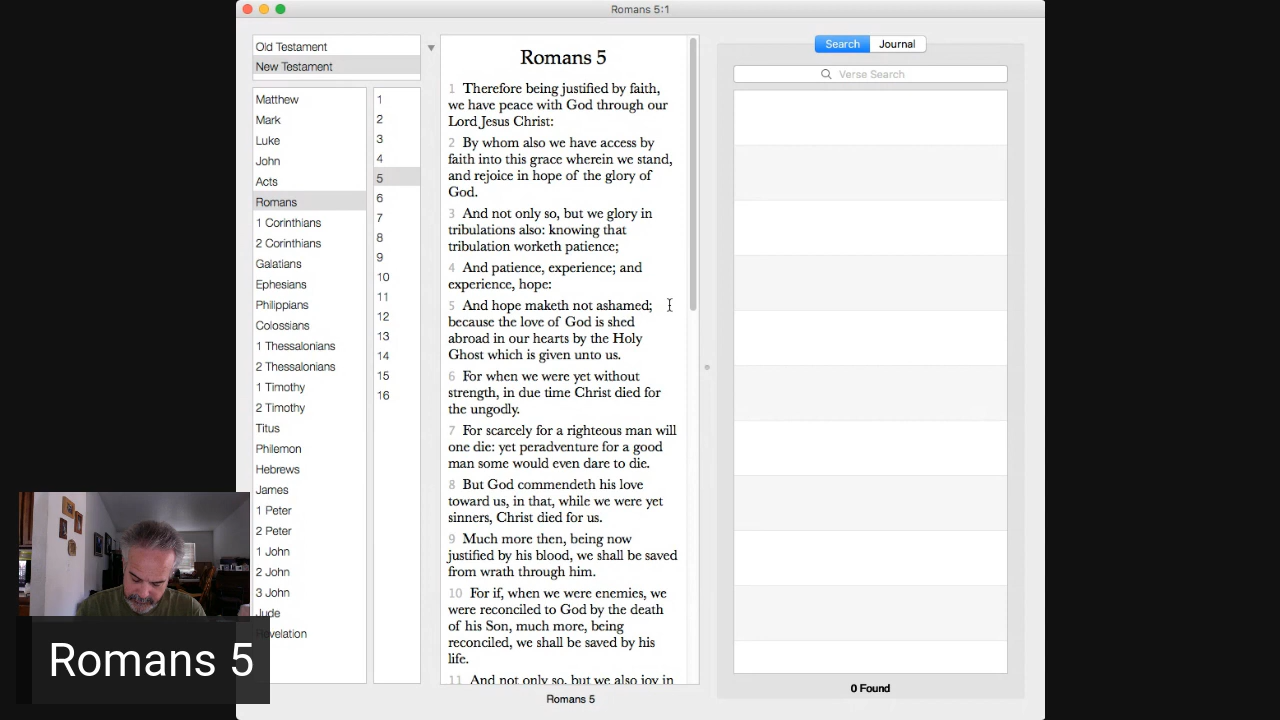 Romans 5:1
Old Testament
New Testament
Matthew
Mark
Luke
John
Acts
Romans
1 Corinthians
2 Corinthians
Galatians
Ephesians
Philippians
Colossians
1 Thessalonians
2 Thessalonians
1 Timothy
2 Timothy
Titus
Philemon
Hebrews
James
1 Peter
2 Peter
1 John
2 John
3 John
Jude
Revelation
1
2
3
4
5
6
7
8
9
10
11
12
13
14
15
16
Romans 5
1 Therefore being justified by faith,
we have peace with God through our
Lord Jesus Christ:
2 By whom also we have access by
faith into this grace wherein we stand,
and rejoice in hope of the glory of
God.
3 And not only so, but we glory in
tribulations also: knowing that
tribulation worketh patience;
4 And patience, experience; and
experience, hope:
5 And hope maketh not ashamed;
because the love of God is shed
abroad in our hearts by the Holy
Ghost which is given unto us.
6 For when we were yet without
strength, in due time Christ died for
the ungodly.
7 For scarcely for a righteous man will
one die: yet peradventure for a good
man some would even dare to die.
8 But God commendeth his love
toward us, in that, while we were yet
sinners, Christ died for us.
9 Much more then, being now
justified by his blood, we shall be saved
from wrath through him.
10 For if, when we were enemies, we
were reconciled to God by the death
of his Son, much more, being
reconciled, we shall be saved by his
life.
11 And not only so, but we also joy in
Romans 5
Search
Journal
Verse Search
0 Found
Romans 5